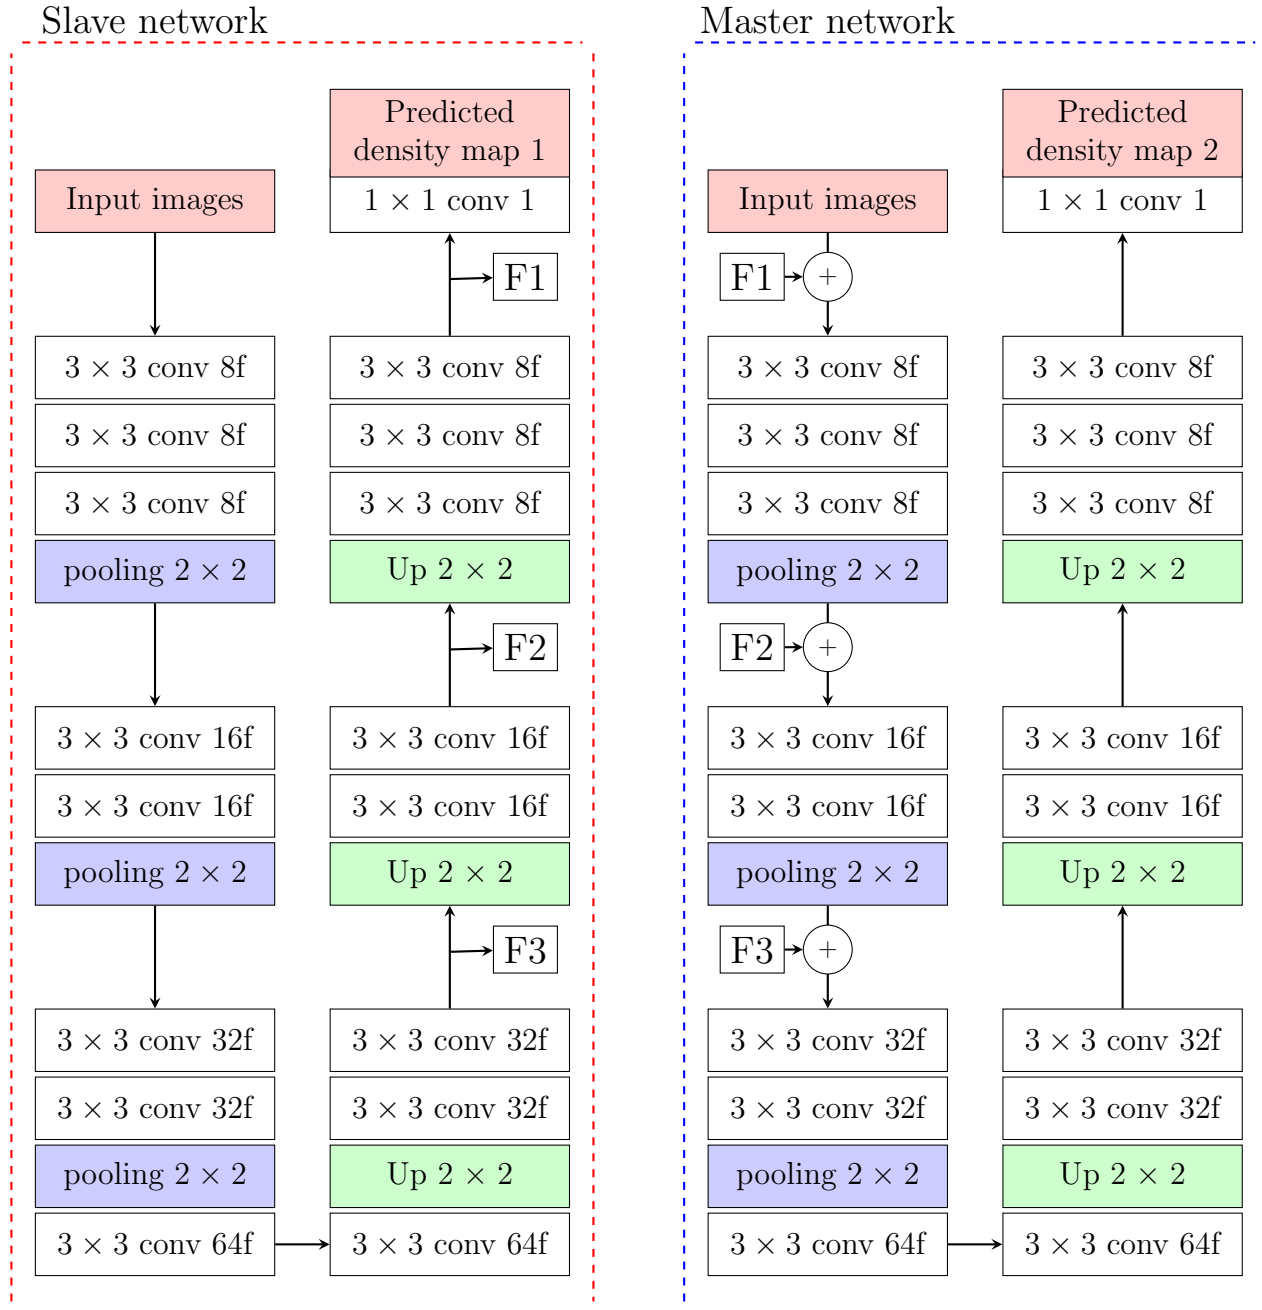 Slave network
Input images
3 × 3 conv 8f
3 × 3 conv 8f
3 × 3 conv 8f
pooling 2 × 2
3 × 3 conv 16f
3 × 3 conv 16f
pooling 2 × 2
3 × 3 conv 32f
3 × 3 conv 32f
pooling 2 × 2
3 × 3 conv 64f
Predicted
density map 1
1 × 1 conv 1
F1
3 × 3 conv 8f
3 × 3 conv 8f
3 × 3 conv 8f
Up 2 × 2
F2
3 × 3 conv 16f
3 × 3 conv 16f
Up 2 × 2
F3
3 × 3 conv 32f
3 × 3 conv 32f
Up 2 × 2
3 × 3 conv 64f
Master network
Input images
F1
+
3 × 3 conv 8f
3 × 3 conv 8f
3 × 3 conv 8f
pooling 2 × 2
F2
+
3 × 3 conv 16f
3 × 3 conv 16f
pooling 2 × 2
F3
+
3 × 3 conv 32f
3 × 3 conv 32f
pooling 2 × 2
3 × 3 conv 64f
Predicted
density map 2
1 × 1 conv 1
3 × 3 conv 8f
3 × 3 conv 8f
3 × 3 conv 8f
Up 2 × 2
3 × 3 conv 16f
3 × 3 conv 16f
Up 2 × 2
3 × 3 conv 32f
3 × 3 conv 32f
Up 2 × 2
3 × 3 conv 64f